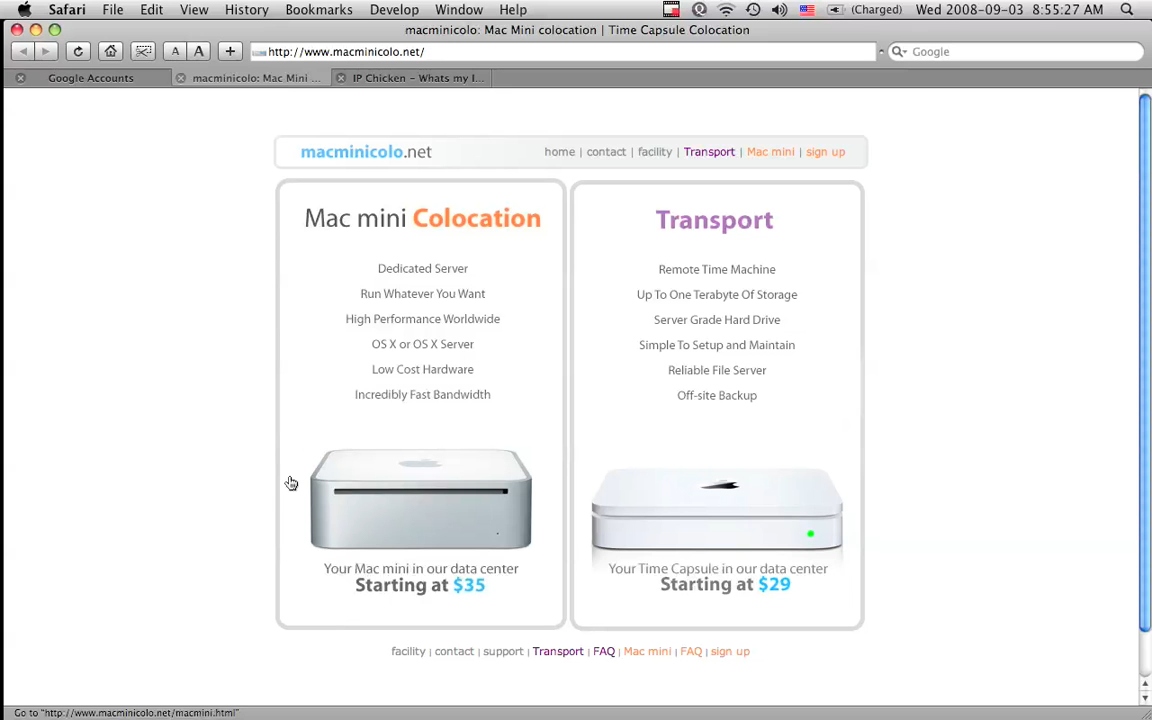 Safari File Edit View History Bookmarks Develop Window Help (Charged) Wed 2008-09-03 8:55:27 AM
macminicolo: Mac Mini colocation | Time Capsule Colocation
A A + http://www.macminicolo.net/ Google
Google Accounts macminicolo: Mac Mini ... IP Chicken – Whats my I...
macminicolo.net home | contact | facility | Transport | Mac mini | sign up
Mac mini Colocation
Dedicated Server
Run Whatever You Want
High Performance Worldwide
OS X or OS X Server
Low Cost Hardware
Incredibly Fast Bandwidth
Your Mac mini in our data center
Starting at $35
Transport
Remote Time Machine
Up To One Terabyte Of Storage
Server Grade Hard Drive
Simple To Setup and Maintain
Reliable File Server
Off-site Backup
Your Time Capsule in our data center
Starting at $29
facility | contact | support | Transport | FAQ | Mac mini | FAQ | sign up
Go to "http://www.macminicolo.net/macmini.html"